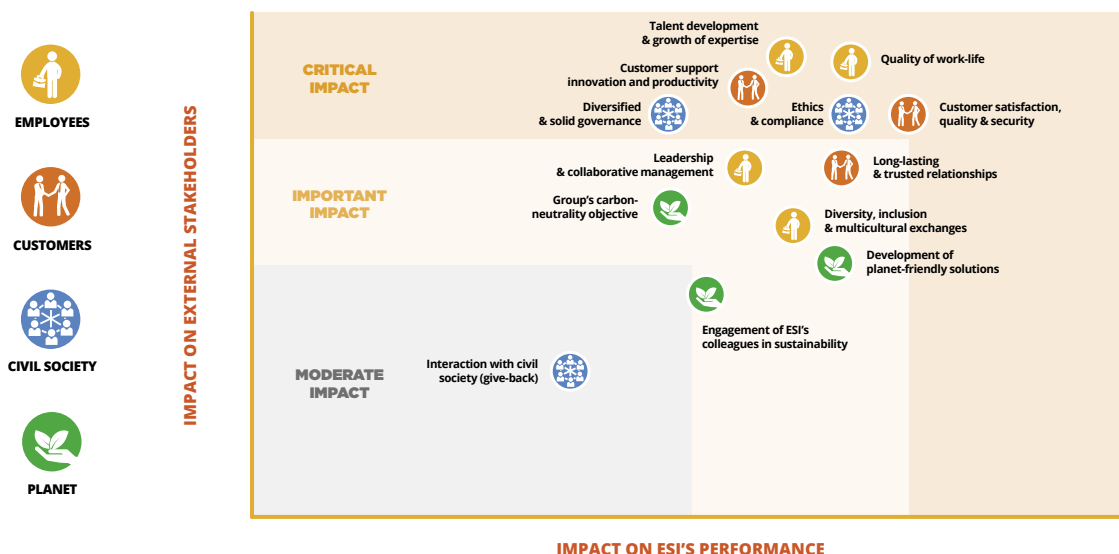 EMPLOYEES
CUSTOMERS
CIVIL SOCIETY
PLANET
IMPACT ON EXTERNAL STAKEHOLDERS
CRITICAL
IMPACT
Talent development
& growth of expertise
Quality of work-life
Customer support
innovation and productivity
Diversified
& solid governance
Ethics
& compliance
Customer satisfaction,
quality & security
IMPORTANT
IMPACT
Leadership
& collaborative management
Long-lasting
& trusted relationships
Group's carbon-
neutrality objective
Diversity, inclusion
& multicultural exchanges
Development of
planet-friendly solutions
Engagement of ESI's
colleagues in sustainability
MODERATE
IMPACT
Interaction with civil
society (give-back)
IMPACT ON ESI'S PERFORMANCE